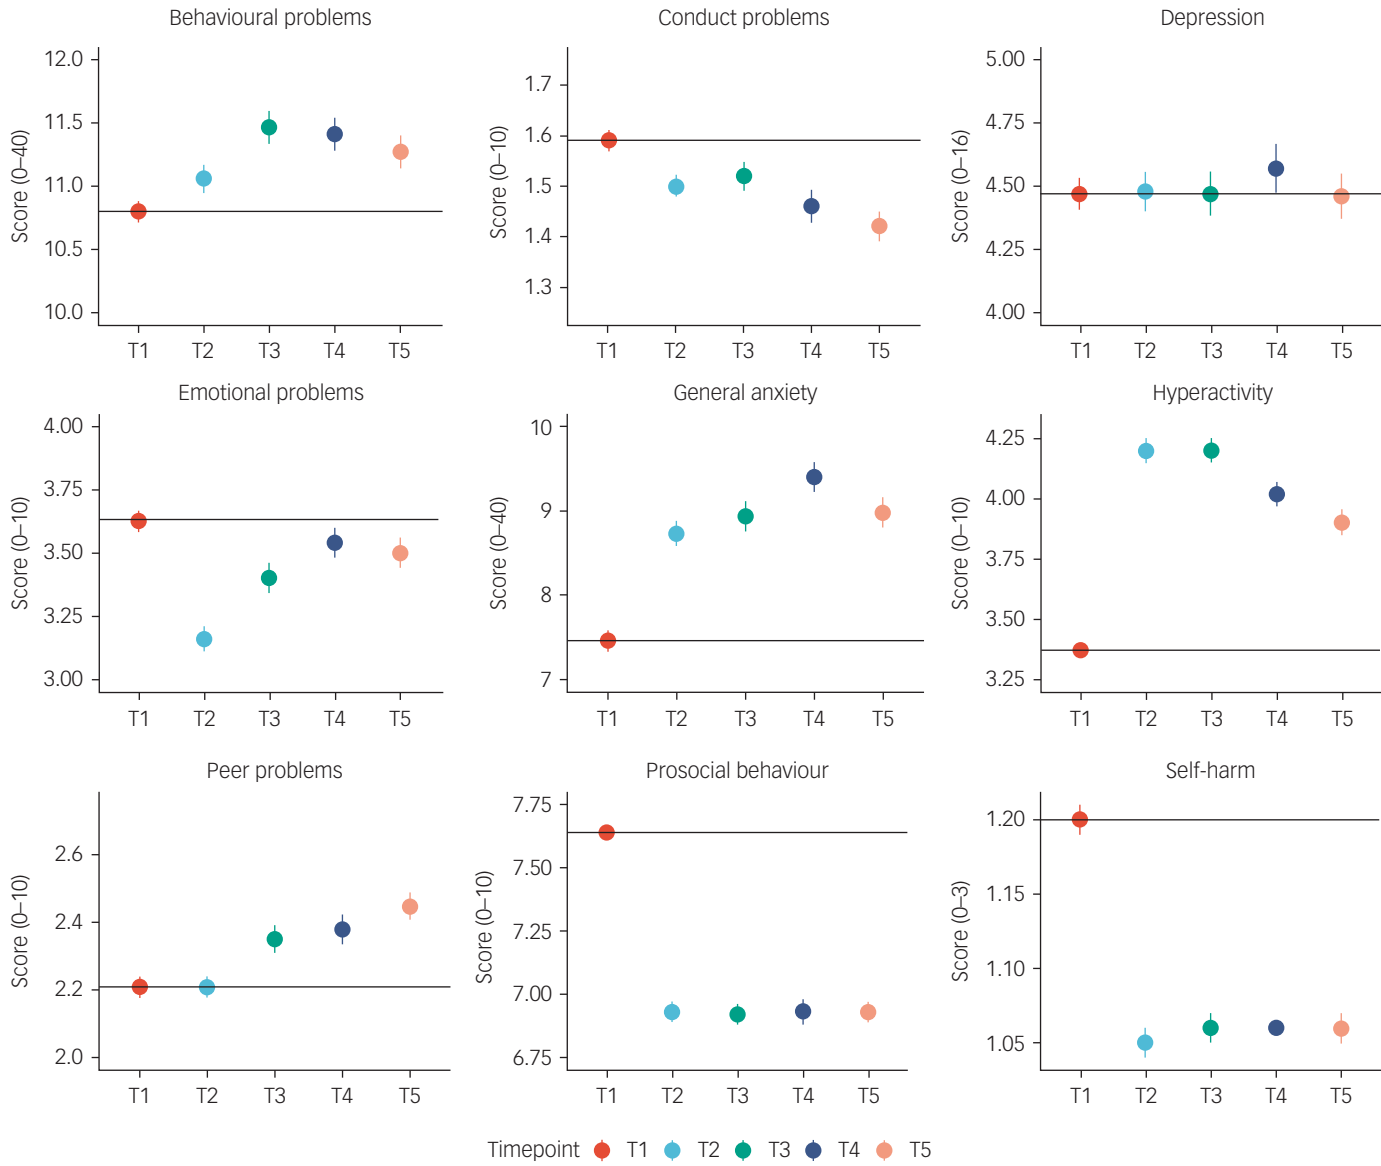 Behavioural problems
Score (0–40)
12.0
11.5
11.0
10.5
10.0
T1 T2 T3 T4 T5
Conduct problems
Score (0–10)
1.7
1.6
1.5
1.4
1.3
T1 T2 T3 T4 T5
Depression
Score (0–16)
5.00
4.75
4.50
4.25
4.00
T1 T2 T3 T4 T5
Emotional problems
Score (0–10)
4.00
3.75
3.50
3.25
3.00
T1 T2 T3 T4 T5
General anxiety
Score (0–40)
10
9
8
7
T1 T2 T3 T4 T5
Hyperactivity
Score (0–10)
4.25
4.00
3.75
3.50
3.25
T1 T2 T3 T4 T5
Peer problems
Score (0–10)
2.6
2.4
2.2
2.0
T1 T2 T3 T4 T5
Prosocial behaviour
Score (0–10)
7.75
7.50
7.25
7.00
6.75
T1 T2 T3 T4 T5
Self-harm
Score (0–3)
1.20
1.15
1.10
1.05
T1 T2 T3 T4 T5
Timepoint T1 T2 T3 T4 T5